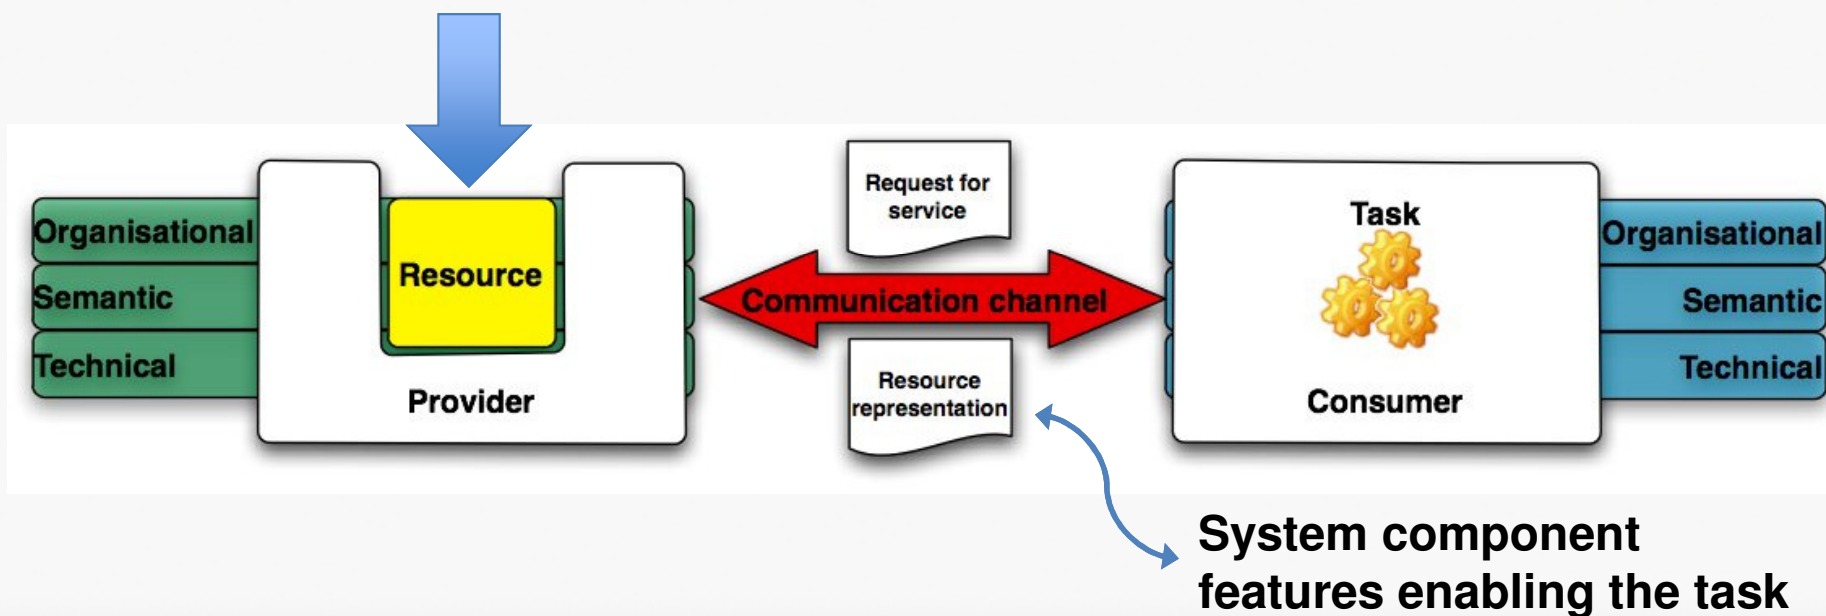 Organisational
Semantic
Technical
Resource
Provider
Request for
service
Communication channel
Resource
representation
Task
Consumer
Organisational
Semantic
Technical
System component
features enabling the task